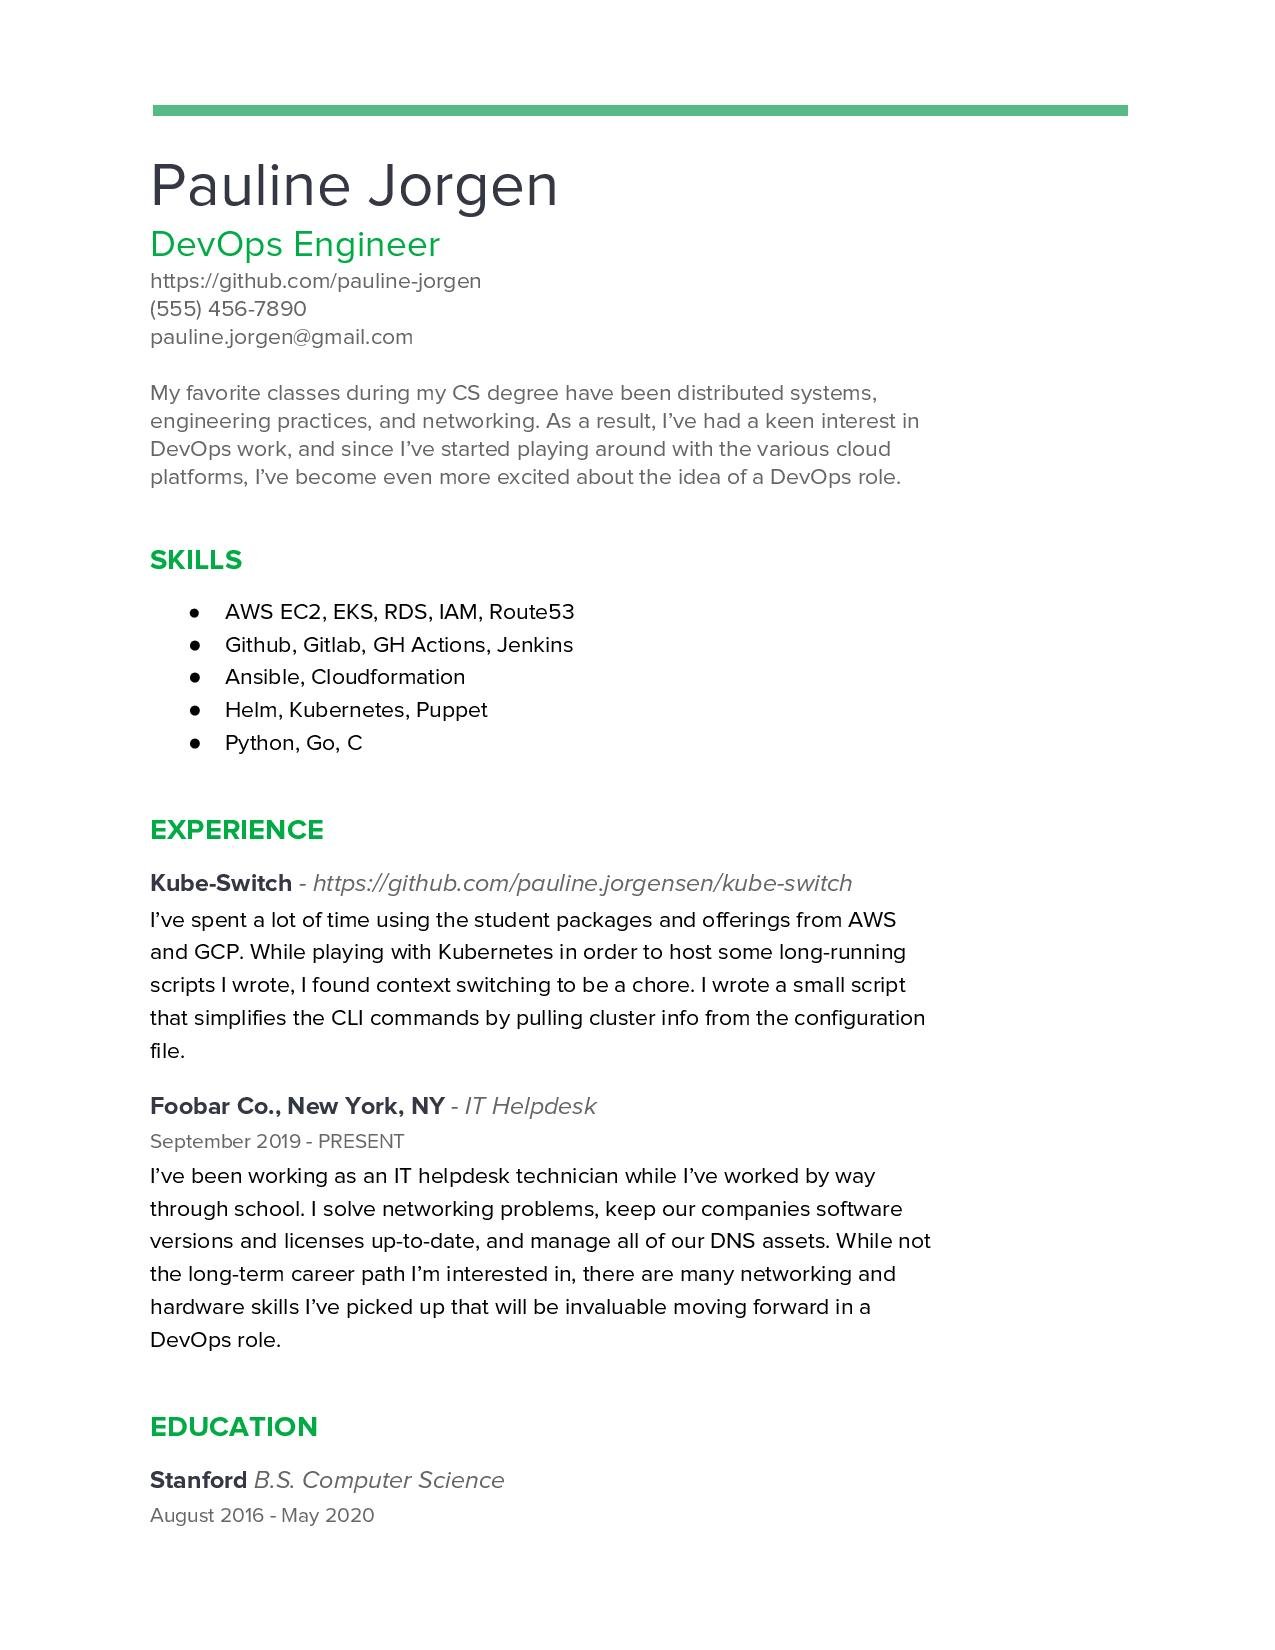 Pauline Jorgen
DevOps Engineer
https://github.com/pauline-jorgen
(555) 456-7890
pauline.jorgen@gmail.com
My favorite classes during my CS degree have been distributed systems,
engineering practices, and networking. As a result, I’ve had a keen interest in
DevOps work, and since I’ve started playing around with the various cloud
platforms, I’ve become even more excited about the idea of a DevOps role.
SKILLS
● AWS EC2, EKS, RDS, IAM, Route53
● Github, Gitlab, GH Actions, Jenkins
● Ansible, Cloudformation
● Helm, Kubernetes, Puppet
● Python, Go, C
EXPERIENCE
Kube-Switch - https://github.com/pauline.jorgensen/kube-switch
I’ve spent a lot of time using the student packages and offerings from AWS
and GCP. While playing with Kubernetes in order to host some long-running
scripts I wrote, I found context switching to be a chore. I wrote a small script
that simplifies the CLI commands by pulling cluster info from the configuration
file.
Foobar Co., New York, NY - IT Helpdesk
September 2019 - PRESENT
I’ve been working as an IT helpdesk technician while I’ve worked by way
through school. I solve networking problems, keep our companies software
versions and licenses up-to-date, and manage all of our DNS assets. While not
the long-term career path I’m interested in, there are many networking and
hardware skills I’ve picked up that will be invaluable moving forward in a
DevOps role.
EDUCATION
Stanford B.S. Computer Science
August 2016 - May 2020